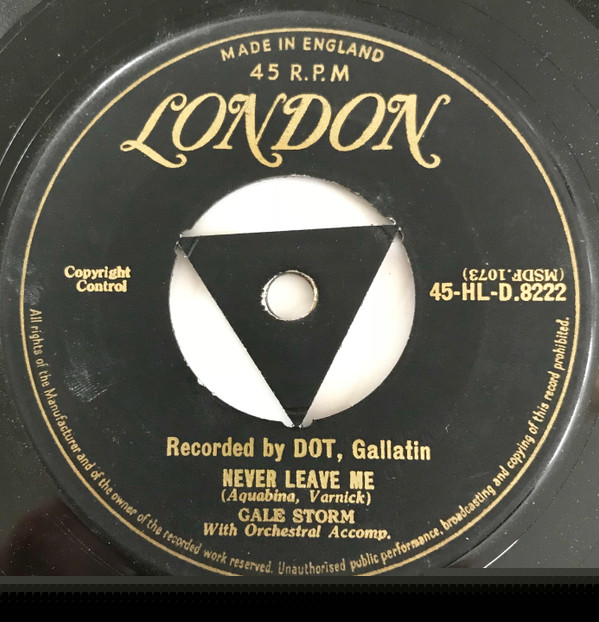 MADE IN ENGLAND
45 R.P.M
LONDON
Copyright
Control
(MSDF.1073)
45-HL-D.8222
Recorded by DOT, Gallatin
NEVER LEAVE ME
(Aquabina, Varnick)
GALE STORM
With Orchestral Accomp.
All rights of the Manufacturer and of the owner of the recorded work reserved. Unauthorised public performance, broadcasting and copying of this record prohibited.